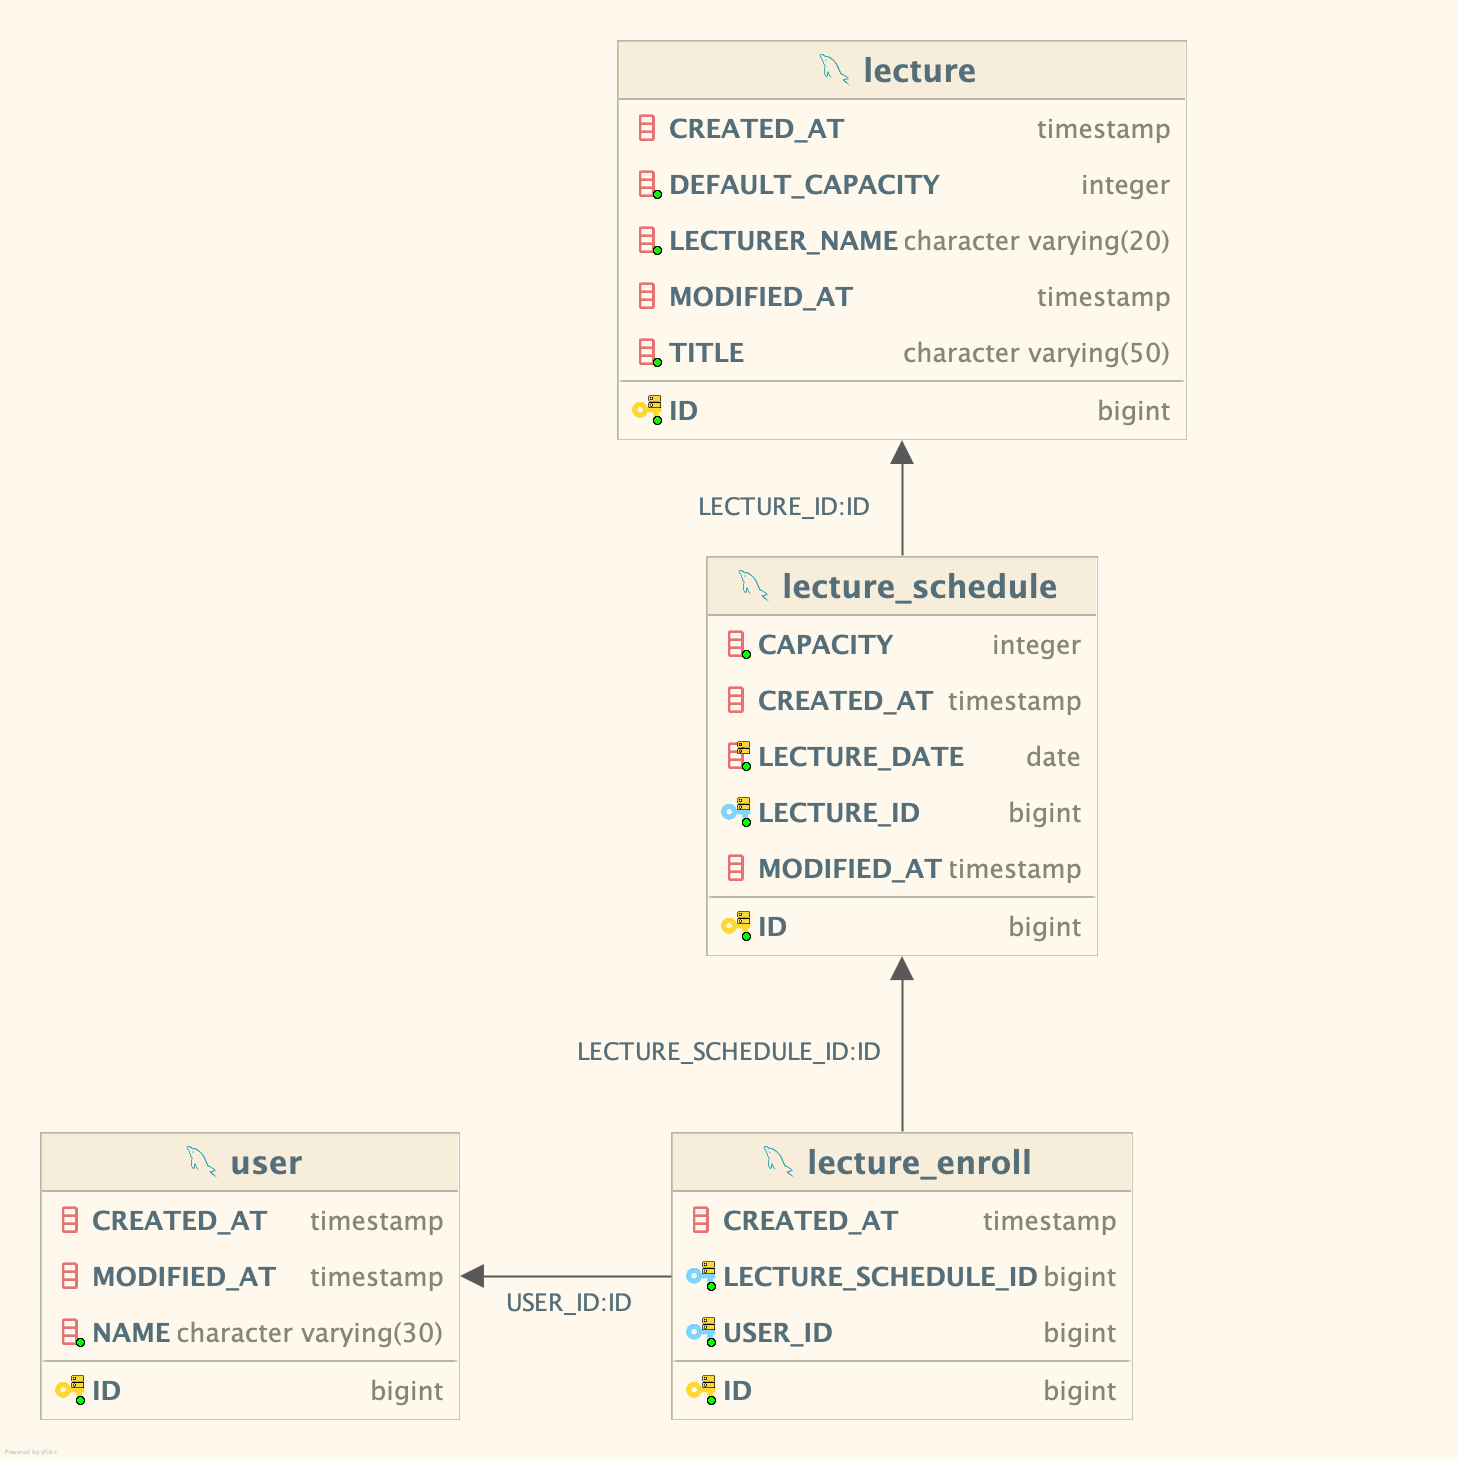 lecture
CREATED_AT timestamp
DEFAULT_CAPACITY integer
LECTURER_NAME character varying(20)
MODIFIED_AT timestamp
TITLE character varying(50)
ID bigint
LECTURE_ID:ID
lecture_schedule
CAPACITY integer
CREATED_AT timestamp
LECTURE_DATE date
LECTURE_ID bigint
MODIFIED_AT timestamp
ID bigint
LECTURE_SCHEDULE_ID:ID
user
CREATED_AT timestamp
MODIFIED_AT timestamp
NAME character varying(30)
ID bigint
USER_ID:ID
lecture_enroll
CREATED_AT timestamp
LECTURE_SCHEDULE_ID bigint
USER_ID bigint
ID bigint
Powered by yFiles